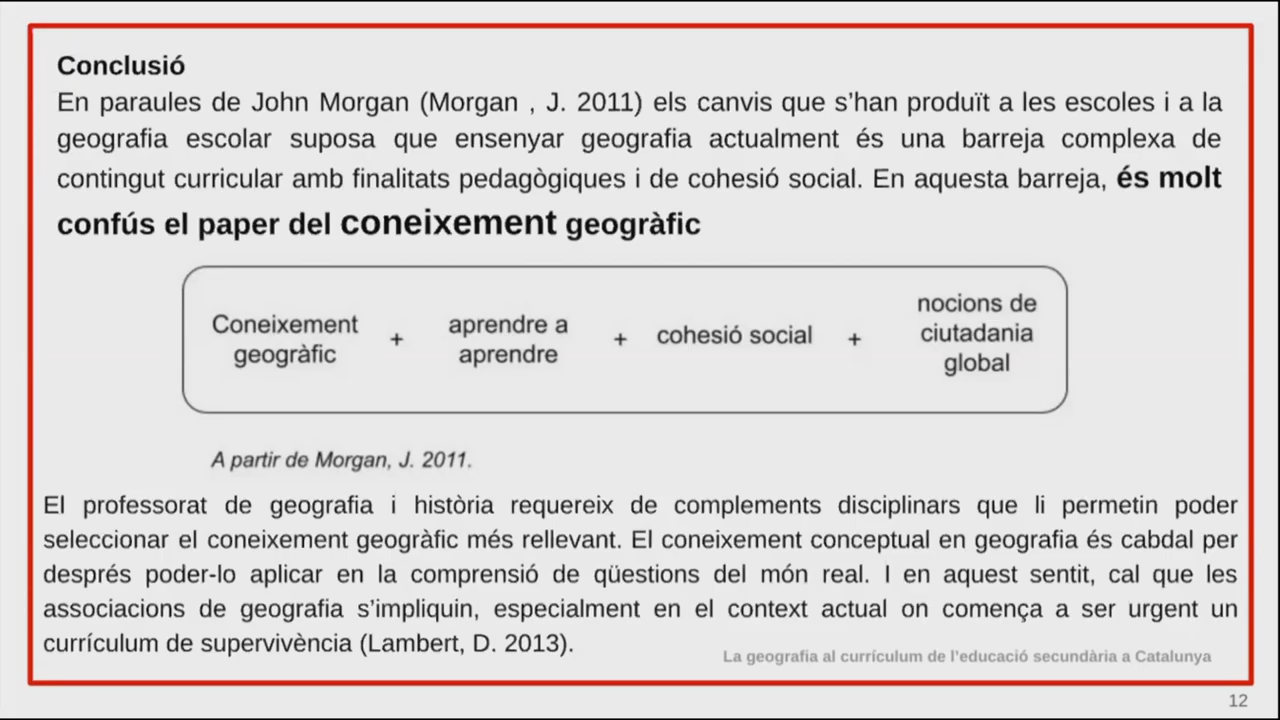 Conclusió
En paraules de John Morgan (Morgan , J. 2011) els canvis que s’han produït a les escoles i a la
geografia escolar suposa que ensenyar geografia actualment és una barreja complexa de
contingut curricular amb finalitats pedagògiques i de cohesió social. En aquesta barreja, és molt
confús el paper del coneixement geogràfic
Coneixement
geogràfic
+
aprendre a
aprendre
+
cohesió social
+
nocions de
ciutadania
global
A partir de Morgan, J. 2011.
El professorat de geografia i història requereix de complements disciplinars que li permetin poder
seleccionar el coneixement geogràfic més rellevant. El coneixement conceptual en geografia és cabdal per
després poder-lo aplicar en la comprensió de qüestions del món real. I en aquest sentit, cal que les
associacions de geografia s’impliquin, especialment en el context actual on comença a ser urgent un
currículum de supervivència (Lambert, D. 2013).
La geografia al currículum de l’educació secundària a Catalunya
12